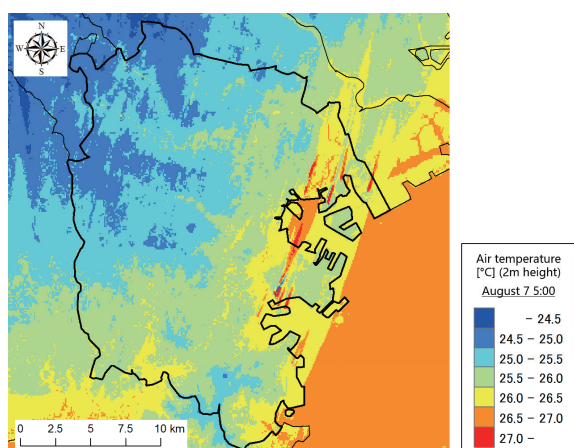 N
W E
S
0 2.5 5 10 km
Air temperature
[°C] (2m height)
August 7 5:00
– 24.5
24.5 – 25.0
25.0 – 25.5
25.5 – 26.0
26.0 – 26.5
26.5 – 27.0
27.0 –